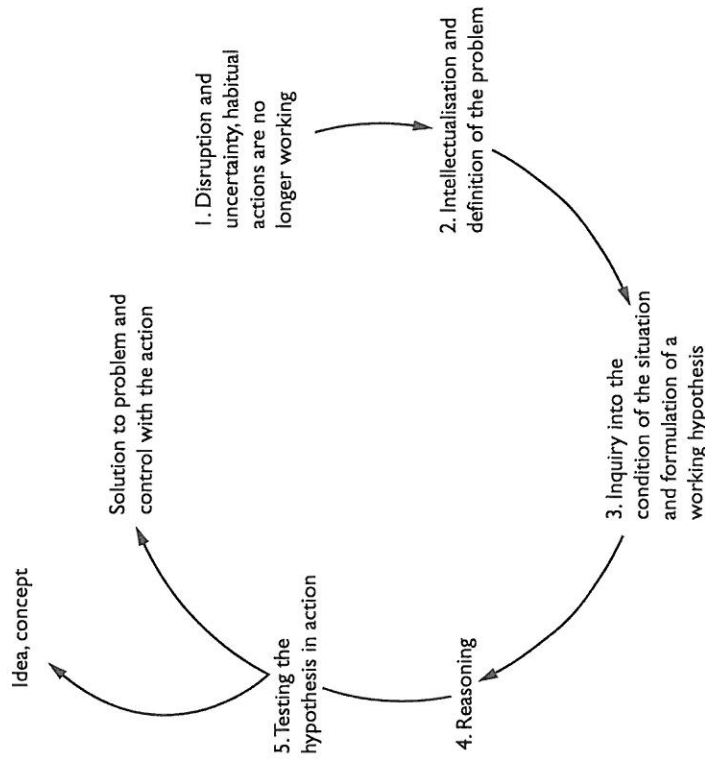 1. Disruption and
uncertainty, habitual
actions are no
longer working
2. Intellectualisation and
definition of the problem
3. Inquiry into the
condition of the situation
and formulation of a
working hypothesis
4. Reasoning
5. Testing the
hypothesis in action
Solution to problem and
control with the action
Idea, concept